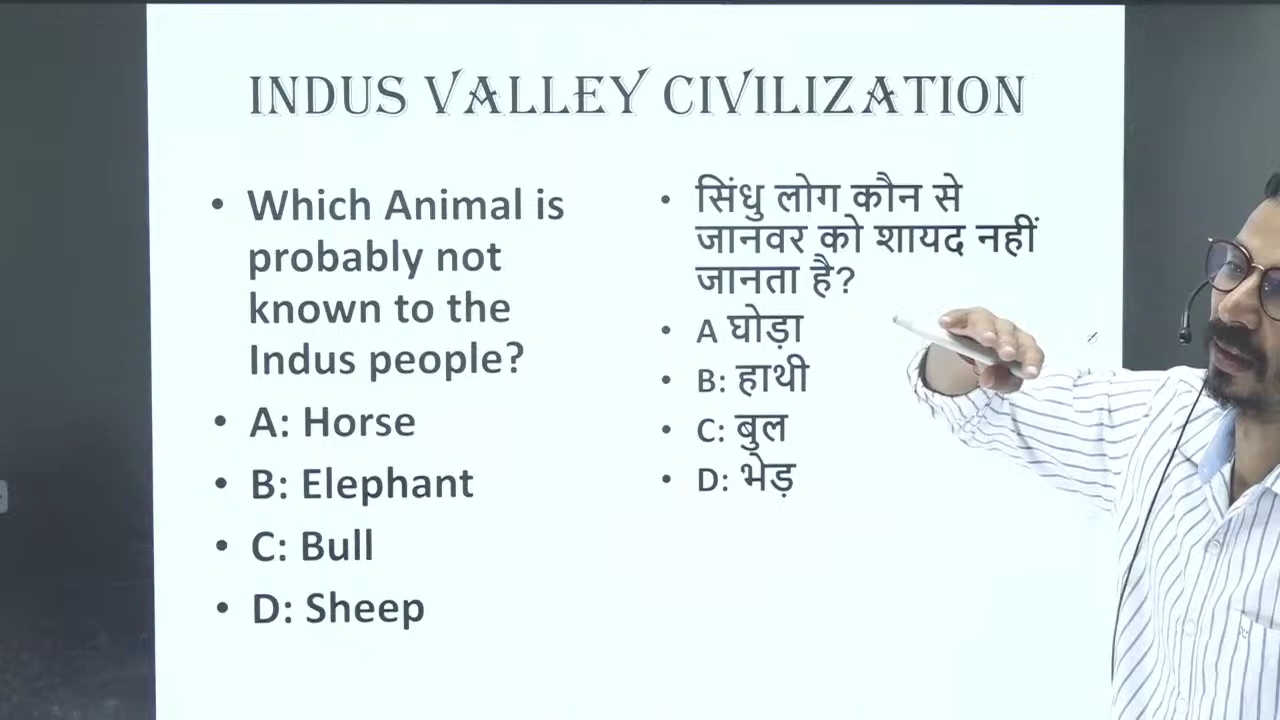 INDUS VALLEY CIVILIZATION
• Which Animal is
probably not
known to the
Indus people?
• A: Horse
• B: Elephant
• C: Bull
• D: Sheep
• सिंधु लोग कौन से
जानवर को शायद नहीं
जानता है?
• A घोड़ा
• B: हाथी
• C: बुल
• D: भेड़